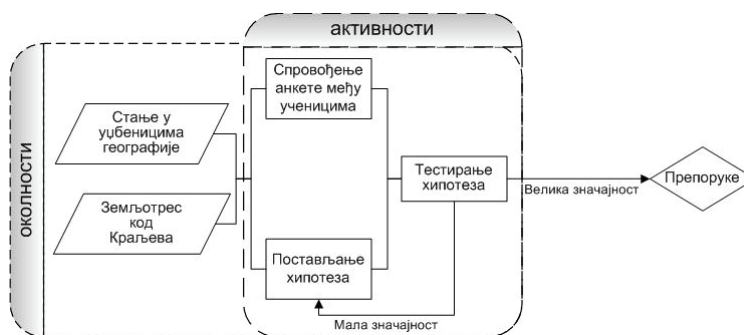 активности
околности
Стање у
уџбеницима
географије
Земљотрес
код
Краљева
Спровођење
анкете међу
ученицима
Постављање
хипотеза
Тестирање
хипотеза
Велика значајност
Мала значајност
Препоруке